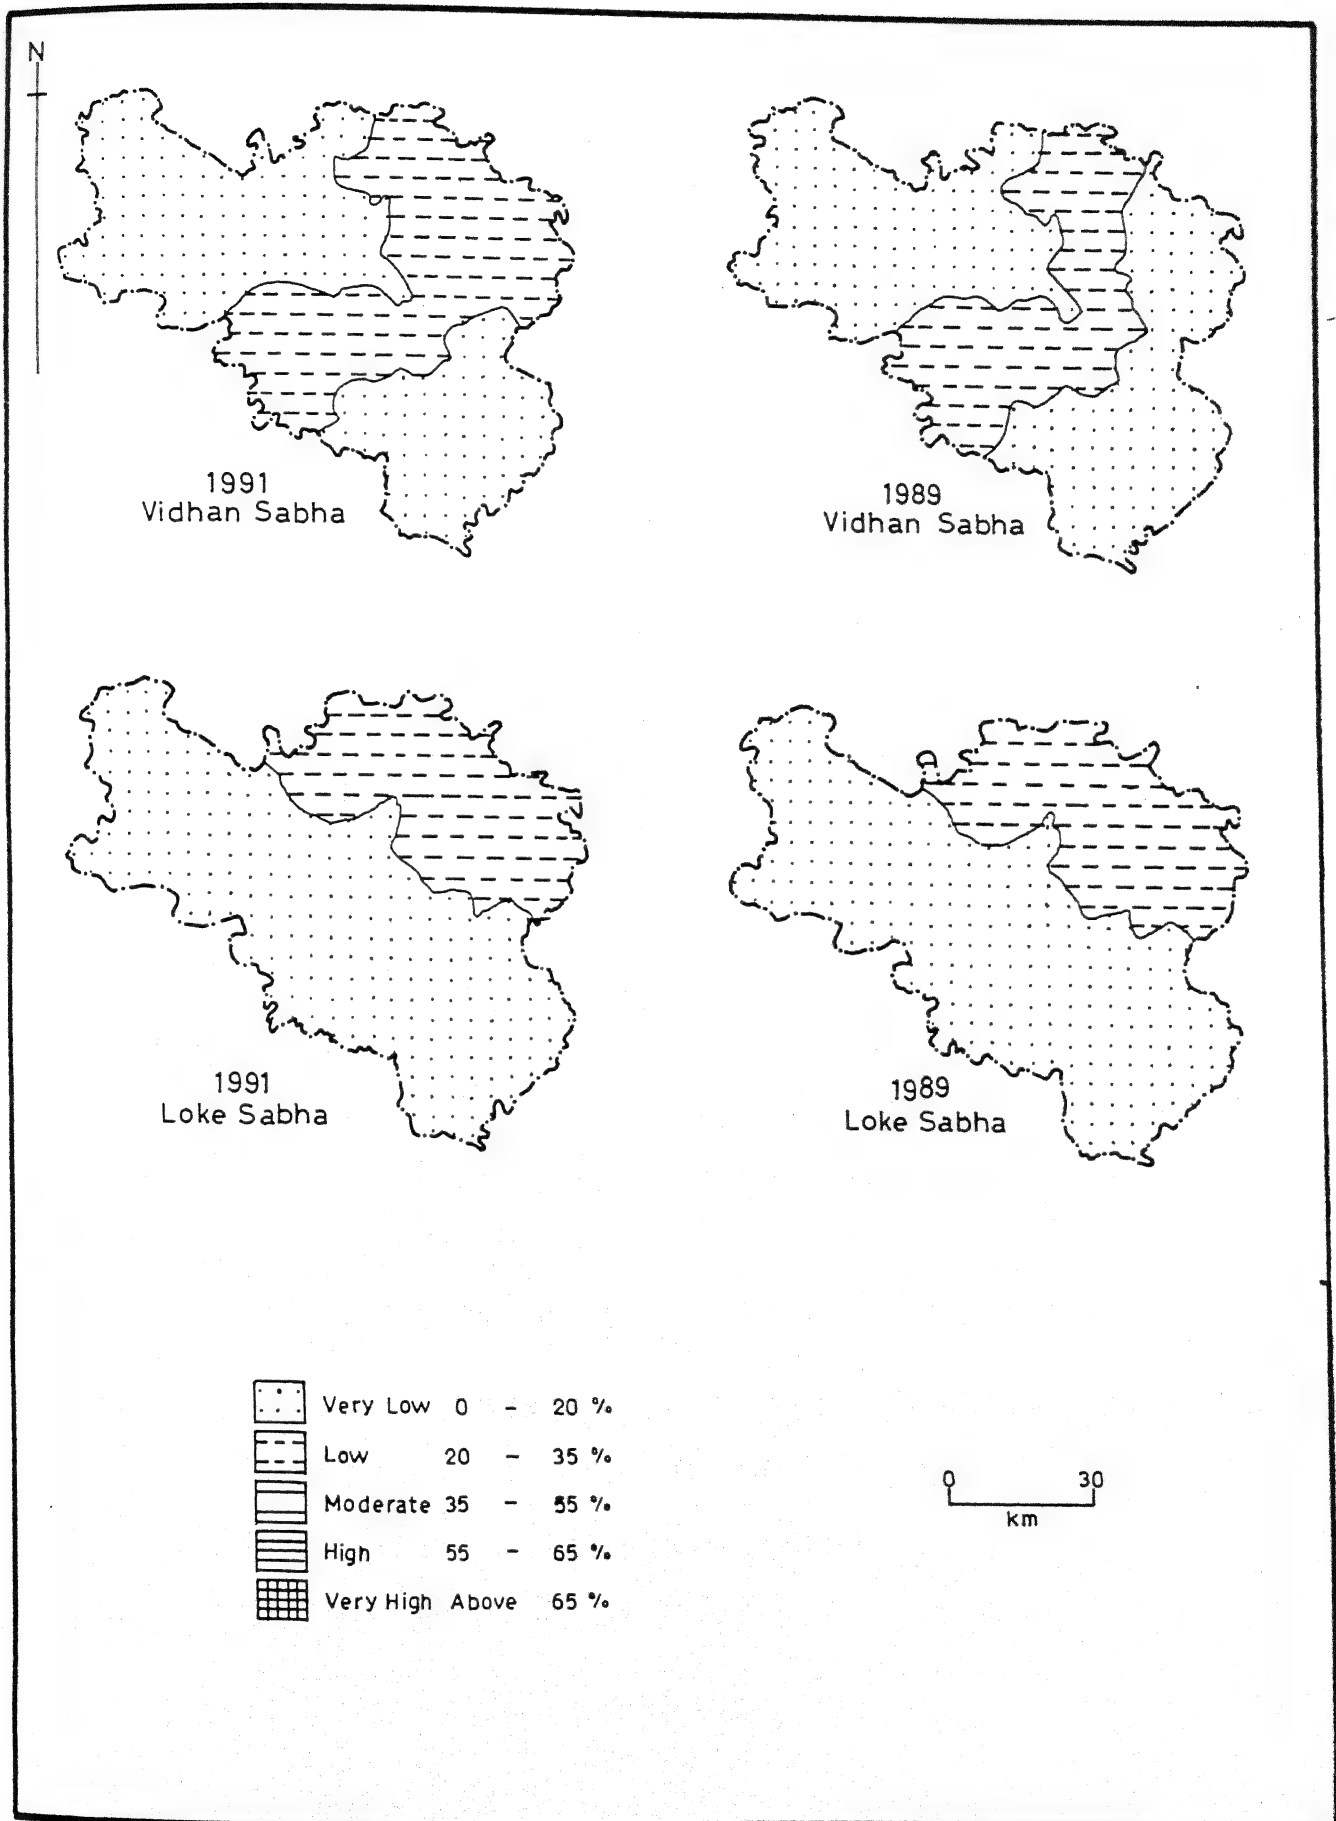 N
1991
Vidhan Sabha
1989
Vidhan Sabha
1991
Loke Sabha
1989
Loke Sabha
Very Low 0 - 20 %
Low 20 - 35 %
Moderate 35 - 55 %
High 55 - 65 %
Very High Above 65 %
0 30
km